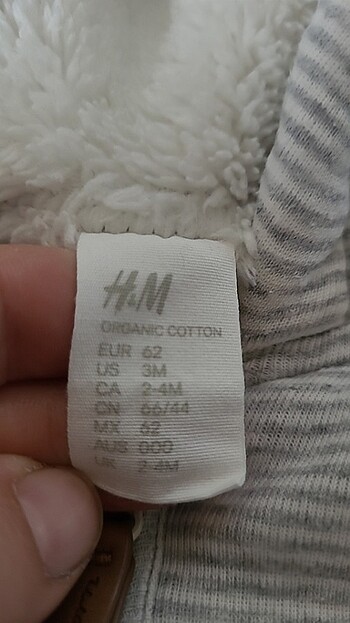 H&M
ORGANIC COTTON
EUR 62
US 3M
CA 2-4M
CN 66/44
MX 62
AUS 000
UK 2-4M